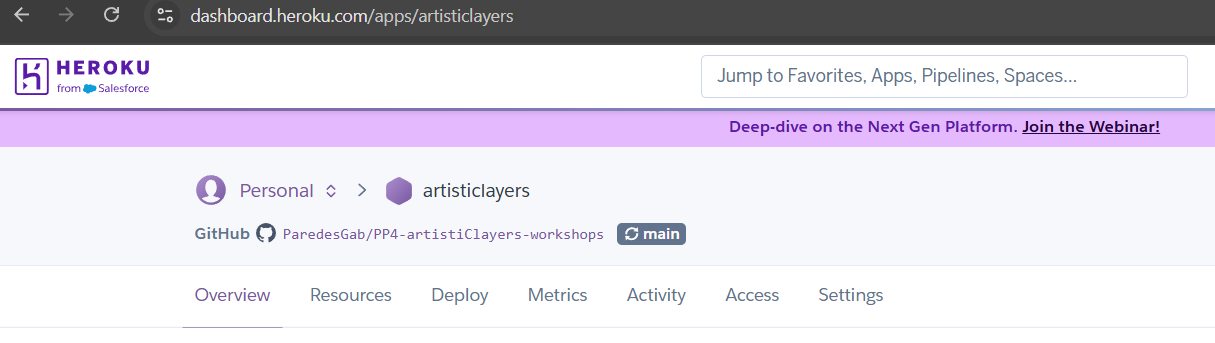 dashboard.heroku.com/apps/artisticlayers
HEROKU
from Salesforce
Jump to Favorites, Apps, Pipelines, Spaces...
Deep-dive on the Next Gen Platform. Join the Webinar!
Personal > artisticlayers
GitHub ParedesGab/PP4-artistiClayers-workshops main
Overview Resources Deploy Metrics Activity Access Settings